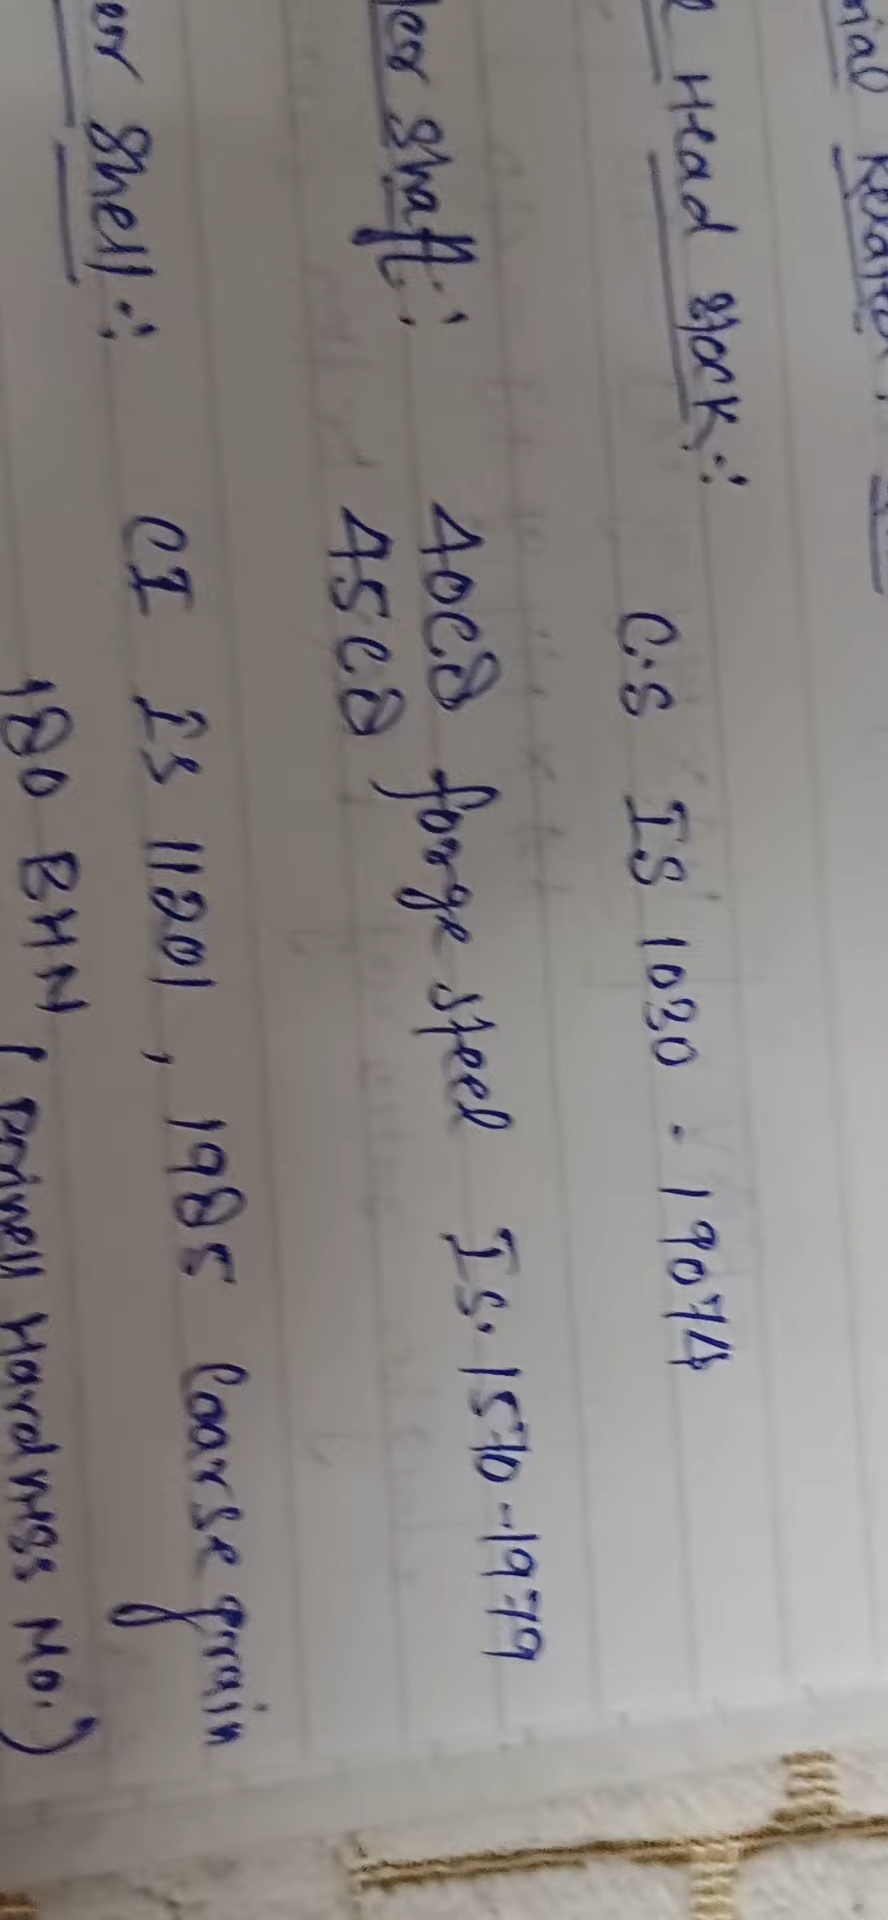 Head Stock :
C.S IS 1030 - 19074
Shaft :
40C8 forge steel IS. 1570 - 1979
45C8
Shell :
CI IS 11201, 1985 Coarse grain
180 BHN ( Brinell Hardness No. )